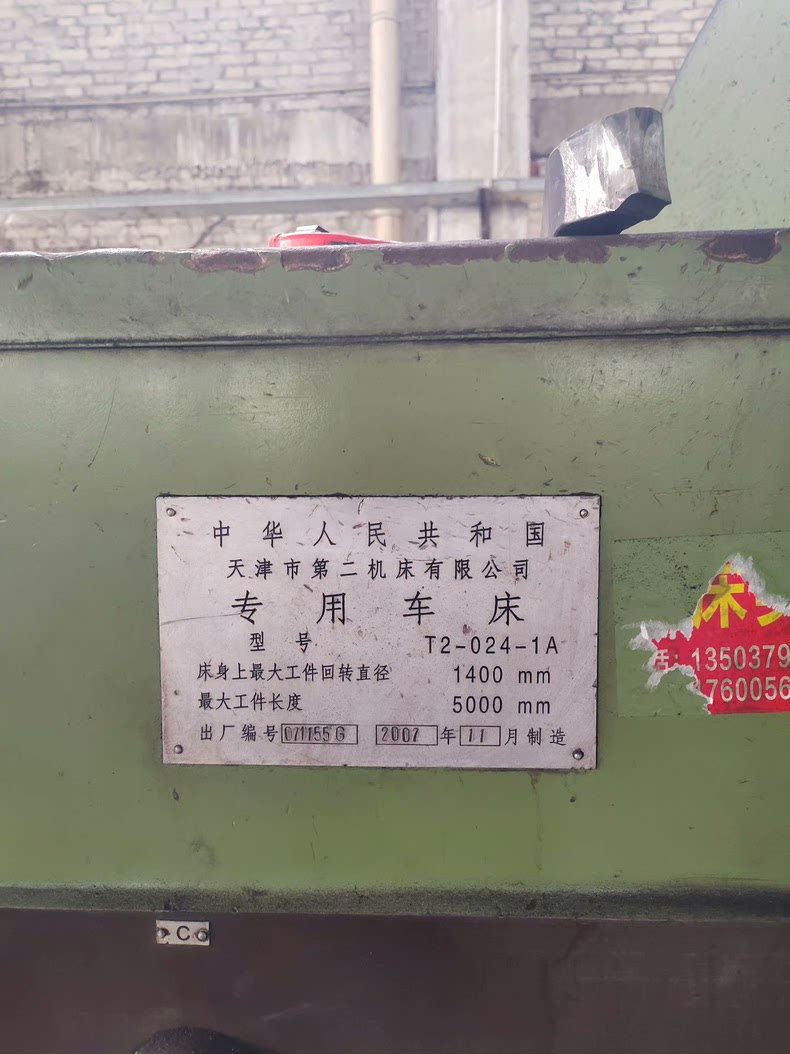 中华人民共和国
天津市第二机床有限公司
专用车床
型号 T2-024-1A
床身上最大工件回转直径 1400 mm
最大工件长度 5000 mm
出厂编号 071155G 2007 年 11 月制造
床
1350379
760056
C